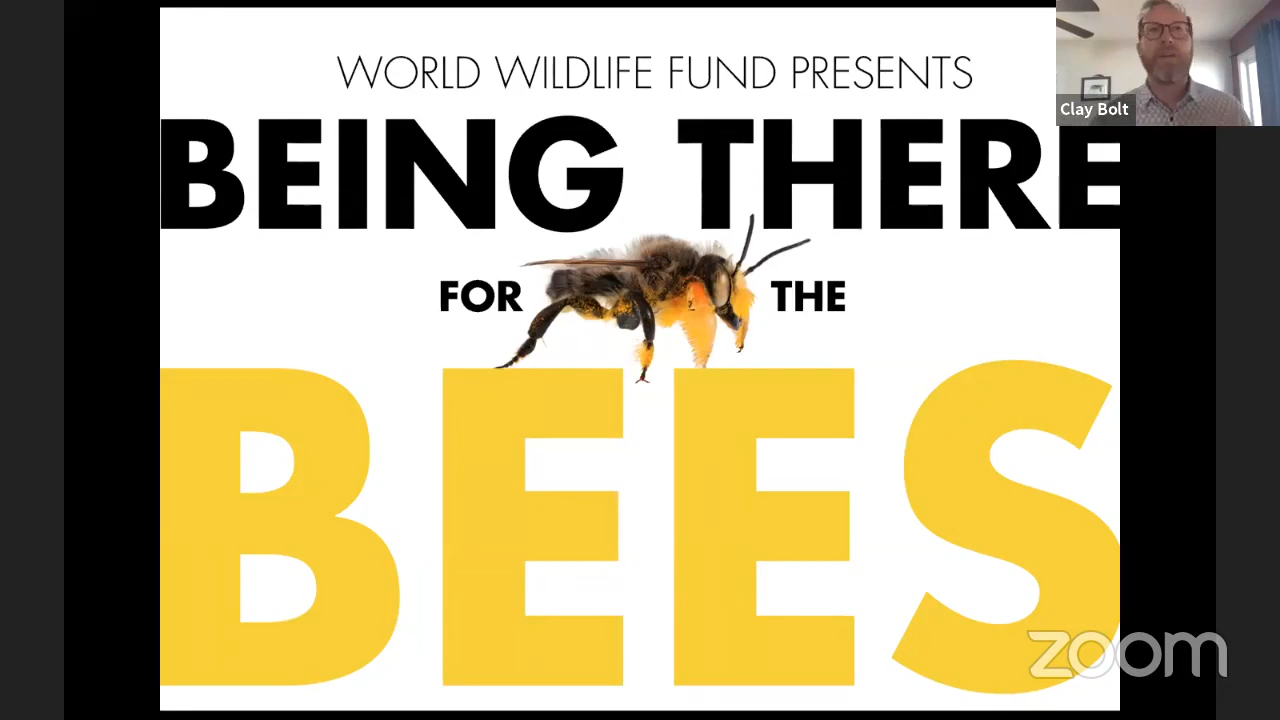 WORLD WILDLIFE FUND PRESENTS
BEING THERE
FOR THE
BEES
Clay Bolt
zoom